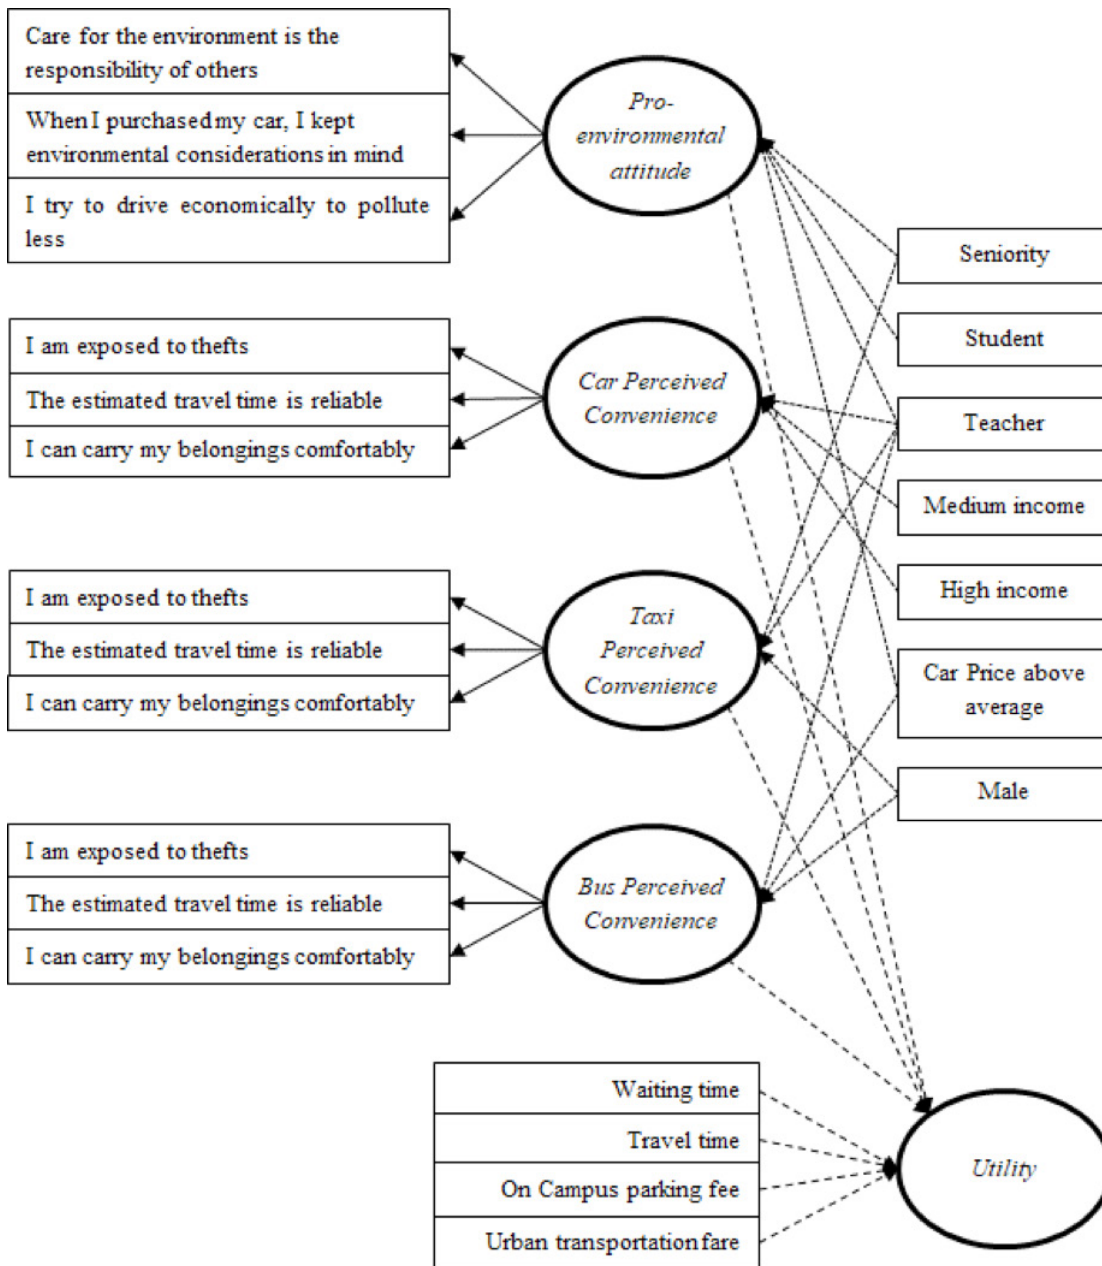 Care for the environment is the
responsibility of others
When I purchased my car, I kept
environmental considerations in mind
I try to drive economically to pollute
less
Pro-
environmental
attitude
Seniority
Student
Teacher
Medium income
High income
Car Price above
average
Male
I am exposed to thefts
The estimated travel time is reliable
I can carry my belongings comfortably
Car Perceived
Convenience
I am exposed to thefts
The estimated travel time is reliable
I can carry my belongings comfortably
Taxi
Perceived
Convenience
I am exposed to thefts
The estimated travel time is reliable
I can carry my belongings comfortably
Bus Perceived
Convenience
Waiting time
Travel time
On Campus parking fee
Urban transportation fare
Utility